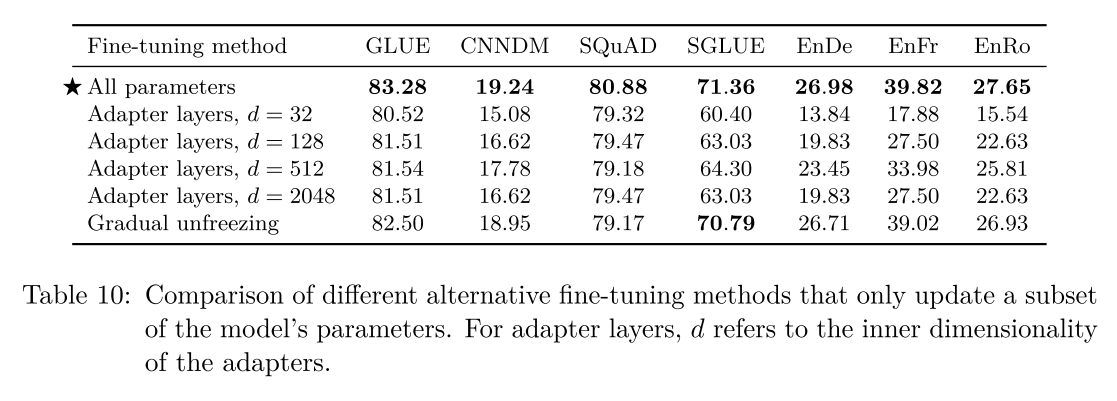 Fine-tuning method GLUE CNNDM SQuAD SGLUE EnDe EnFr EnRo
★ All parameters 83.28 19.24 80.88 71.36 26.98 39.82 27.65
Adapter layers, d = 32 80.52 15.08 79.32 60.40 13.84 17.88 15.54
Adapter layers, d = 128 81.51 16.62 79.47 63.03 19.83 27.50 22.63
Adapter layers, d = 512 81.54 17.78 79.18 64.30 23.45 33.98 25.81
Adapter layers, d = 2048 81.51 16.62 79.47 63.03 19.83 27.50 22.63
Gradual unfreezing 82.50 18.95 79.17 70.79 26.71 39.02 26.93
Table 10: Comparison of different alternative fine-tuning methods that only update a subset
of the model's parameters. For adapter layers, d refers to the inner dimensionality
of the adapters.